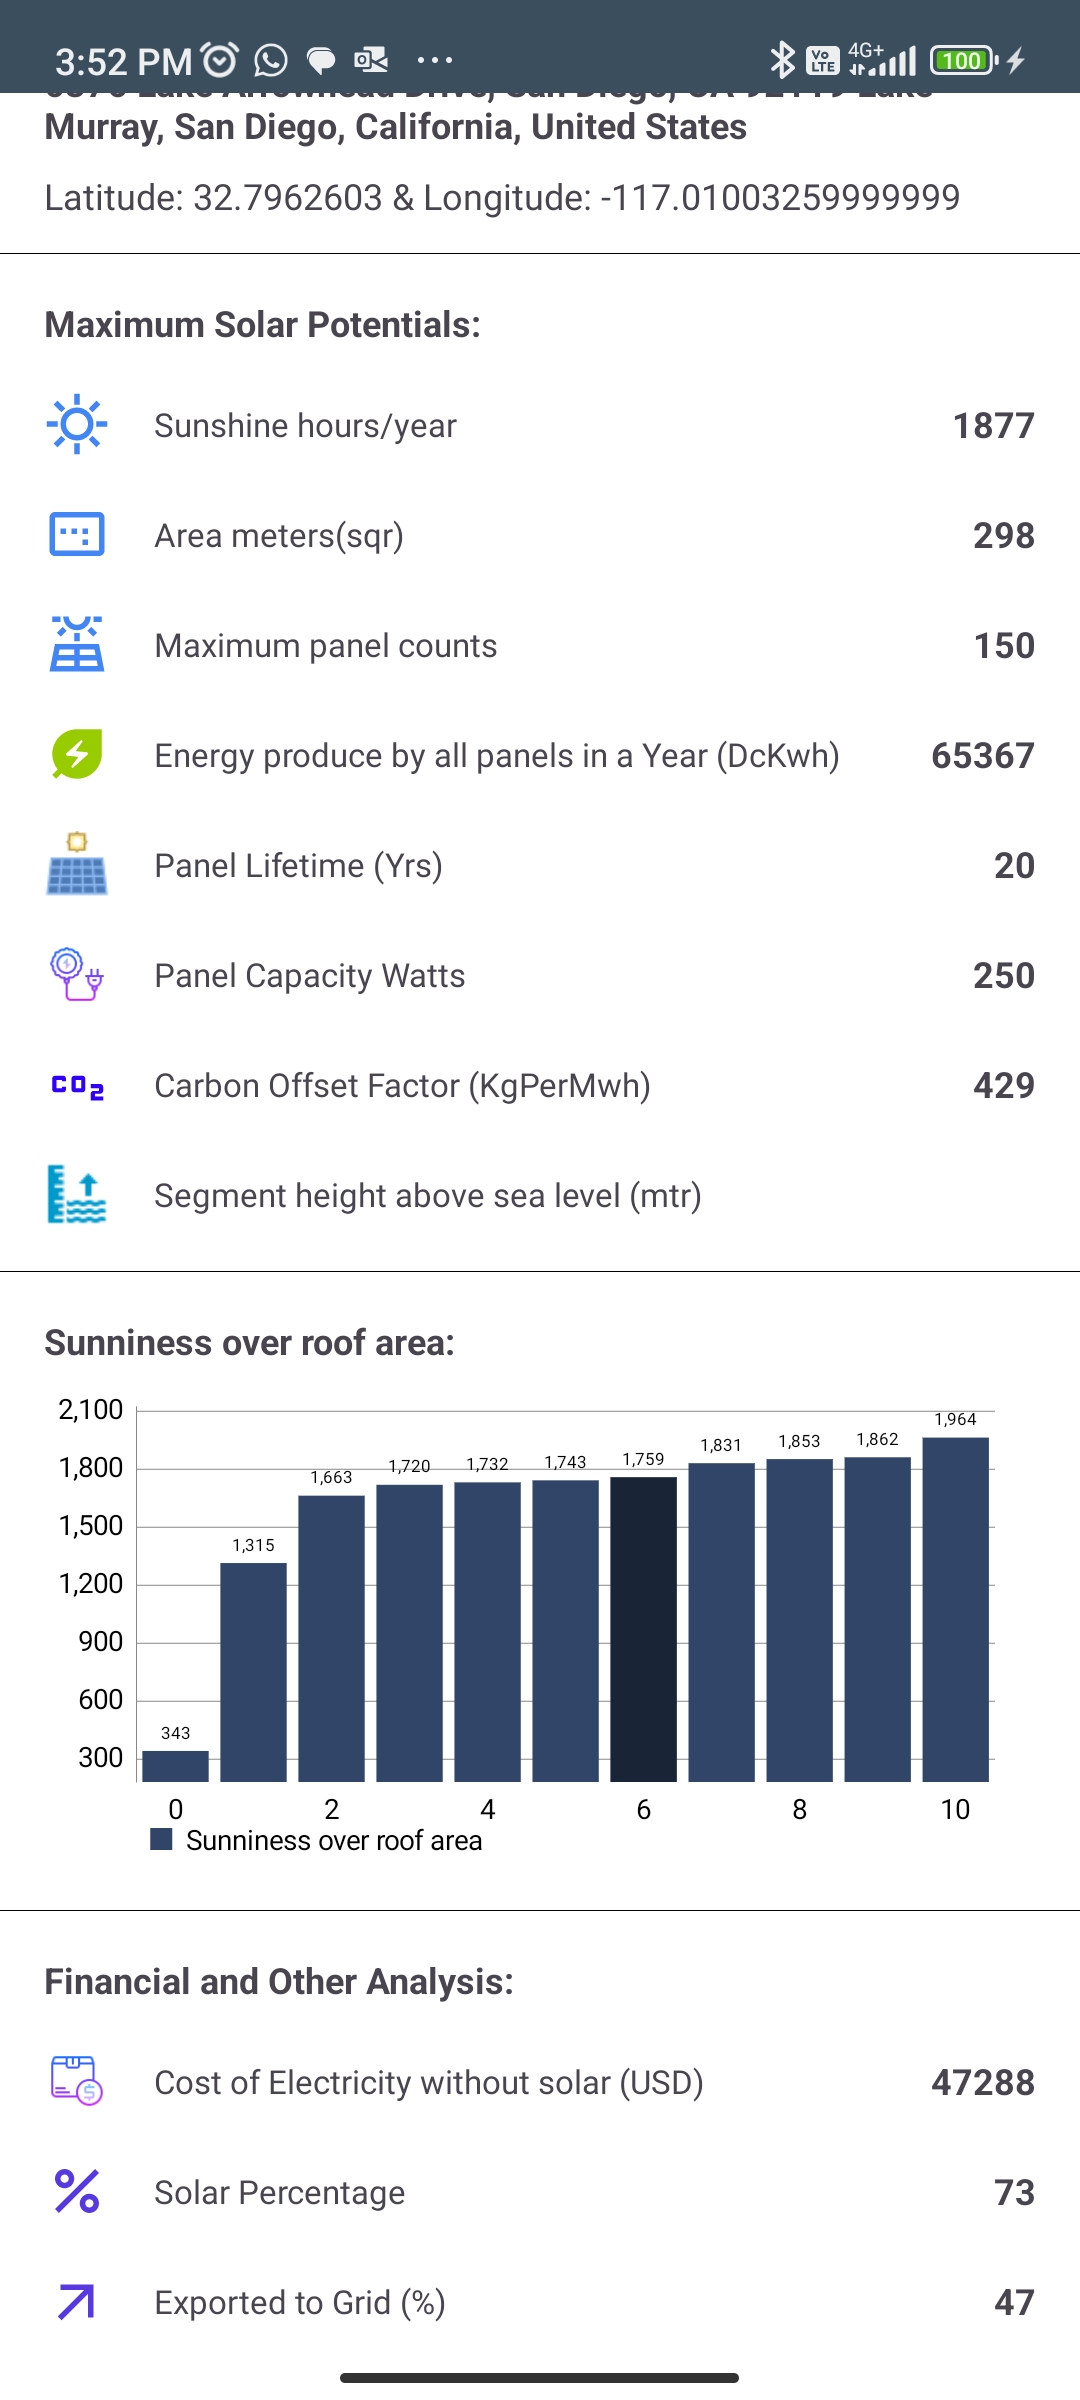 3:52 PM
Vo LTE 4G+ 100
Murray, San Diego, California, United States
Latitude: 32.7962603 & Longitude: -117.01003259999999
Maximum Solar Potentials:
Sunshine hours/year 1877
Area meters(sqr) 298
Maximum panel counts 150
Energy produce by all panels in a Year (DcKwh) 65367
Panel Lifetime (Yrs) 20
Panel Capacity Watts 250
CO2 Carbon Offset Factor (KgPerMwh) 429
Segment height above sea level (mtr)
Sunniness over roof area:
2,100
1,800
1,500
1,200
900
600
300
343
1,315
1,663
1,720
1,732
1,743
1,759
1,831
1,853
1,862
1,964
0 2 4 6 8 10
Sunniness over roof area
Financial and Other Analysis:
Cost of Electricity without solar (USD) 47288
Solar Percentage 73
Exported to Grid (%) 47